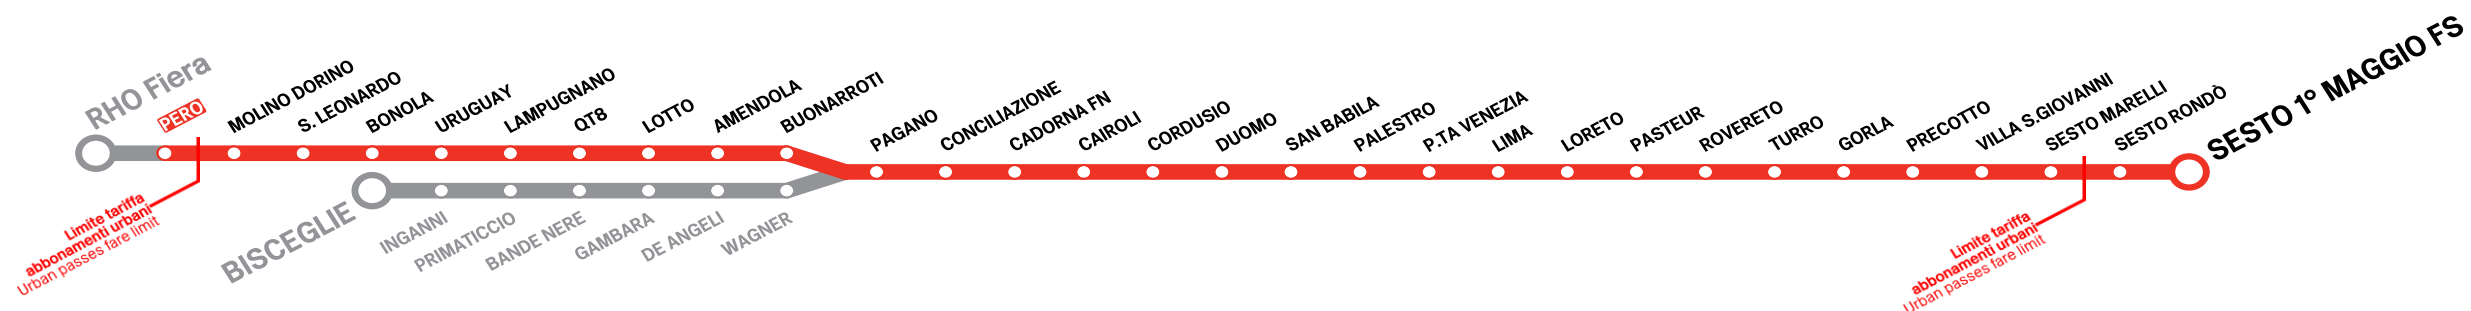 RHO Fiera
PERO
MOLINO DORINO
S. LEONARDO
BONOLA
URUGUAY
LAMPUGNANO
QT8
LOTTO
AMENDOLA
BUONARROTI
PAGANO
CONCILIAZIONE
CADORNA FN
CAIROLI
CORDUSIO
DUOMO
SAN BABILA
PALESTRO
P.TA VENEZIA
LIMA
LORETO
PASTEUR
ROVERETO
TURRO
GORLA
PRECOTTO
VILLA S.GIOVANNI
SESTO MARELLI
SESTO RONDÒ
SESTO 1° MAGGIO FS
Limite tariffa
abbonamenti urbani
Urban passes fare limit
BISCEGLIE
INGANNI
PRIMATICCIO
BANDE NERE
GAMBARA
DE ANGELI
WAGNER
Limite tariffa
abbonamenti urbani
Urban passes fare limit